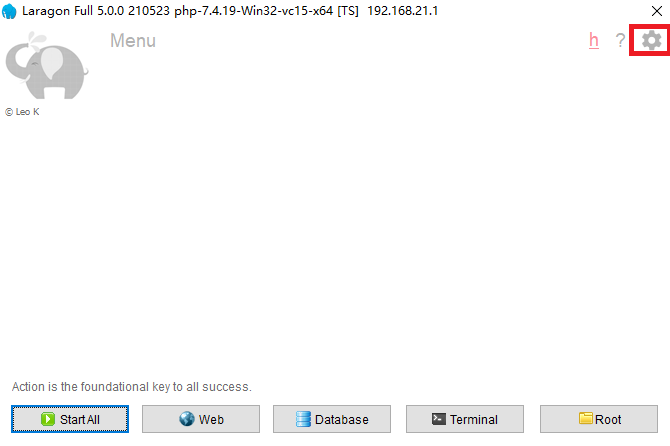 Laragon Full 5.0.0 210523 php-7.4.19-Win32-vc15-x64 [TS] 192.168.21.1
Menu h ?
© Leo K
Action is the foundational key to all success.
Start All Web Database Terminal Root